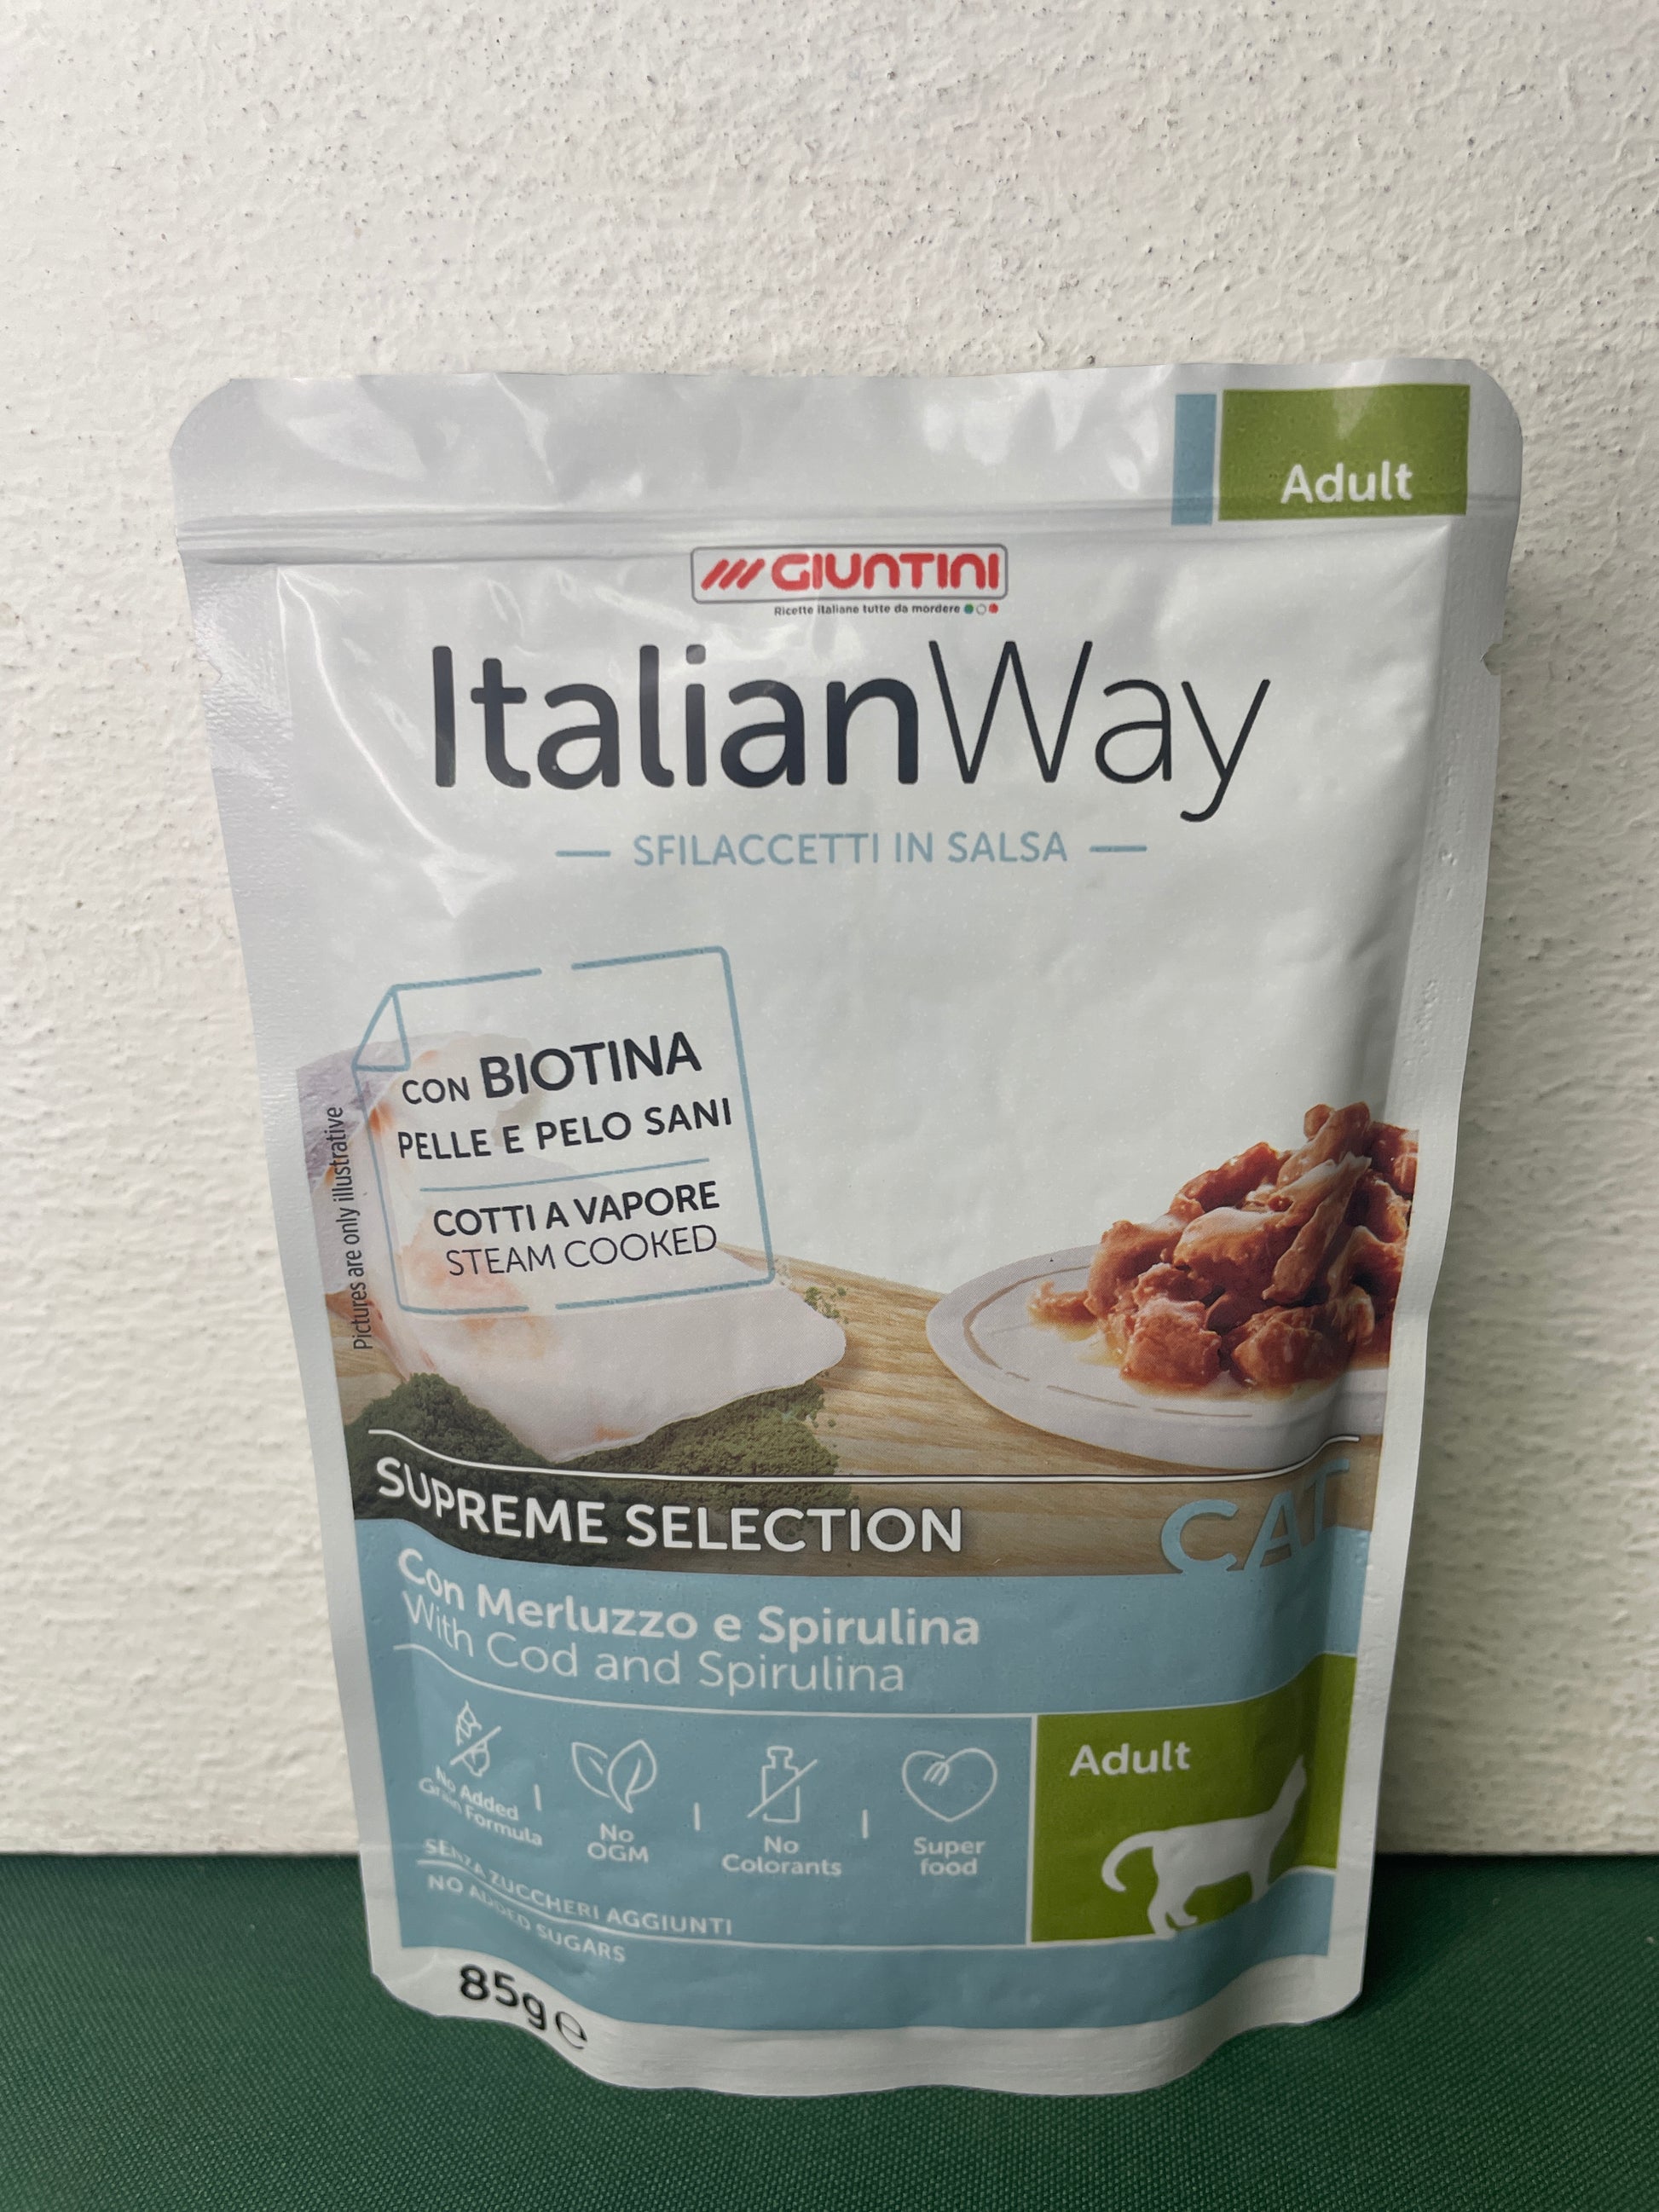 Adult
GIUNTINI
Ricette italiane tutte da mordere
ItalianWay
SFILACCETTI IN SALSA
CON BIOTINA
PELLE E PELO SANI
COTTI A VAPORE
STEAM COOKED
Pictures are only illustrative
SUPREME SELECTION
CAT
Con Merluzzo e Spirulina
With Cod and Spirulina
No Added
Grain Formula
No
OGM
No
Colorants
Super
food
Adult
SENZA ZUCCHERI AGGIUNTI
NO ADDED SUGARS
85g ℮